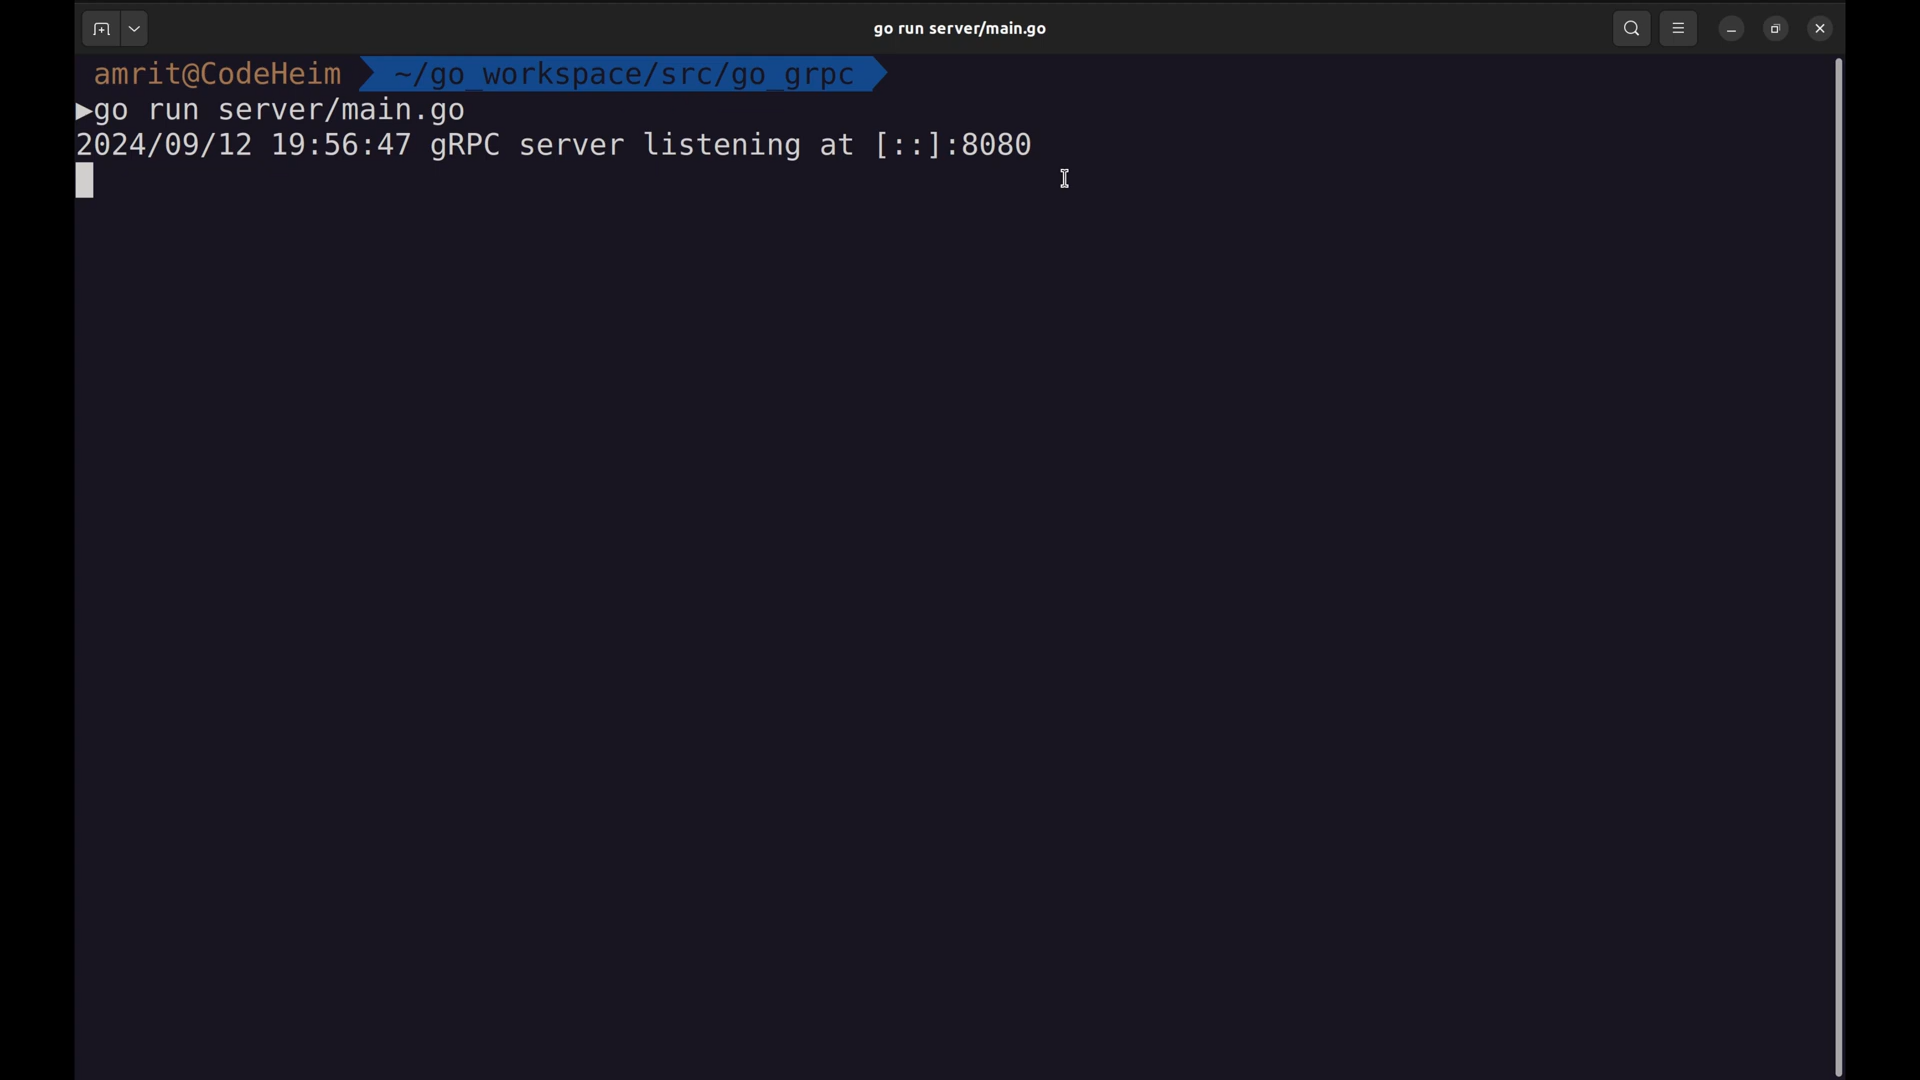 go run server/main.go
amrit@CodeHeim ~/go_workspace/src/go_grpc
▶go run server/main.go
2024/09/12 19:56:47 gRPC server listening at [::]:8080